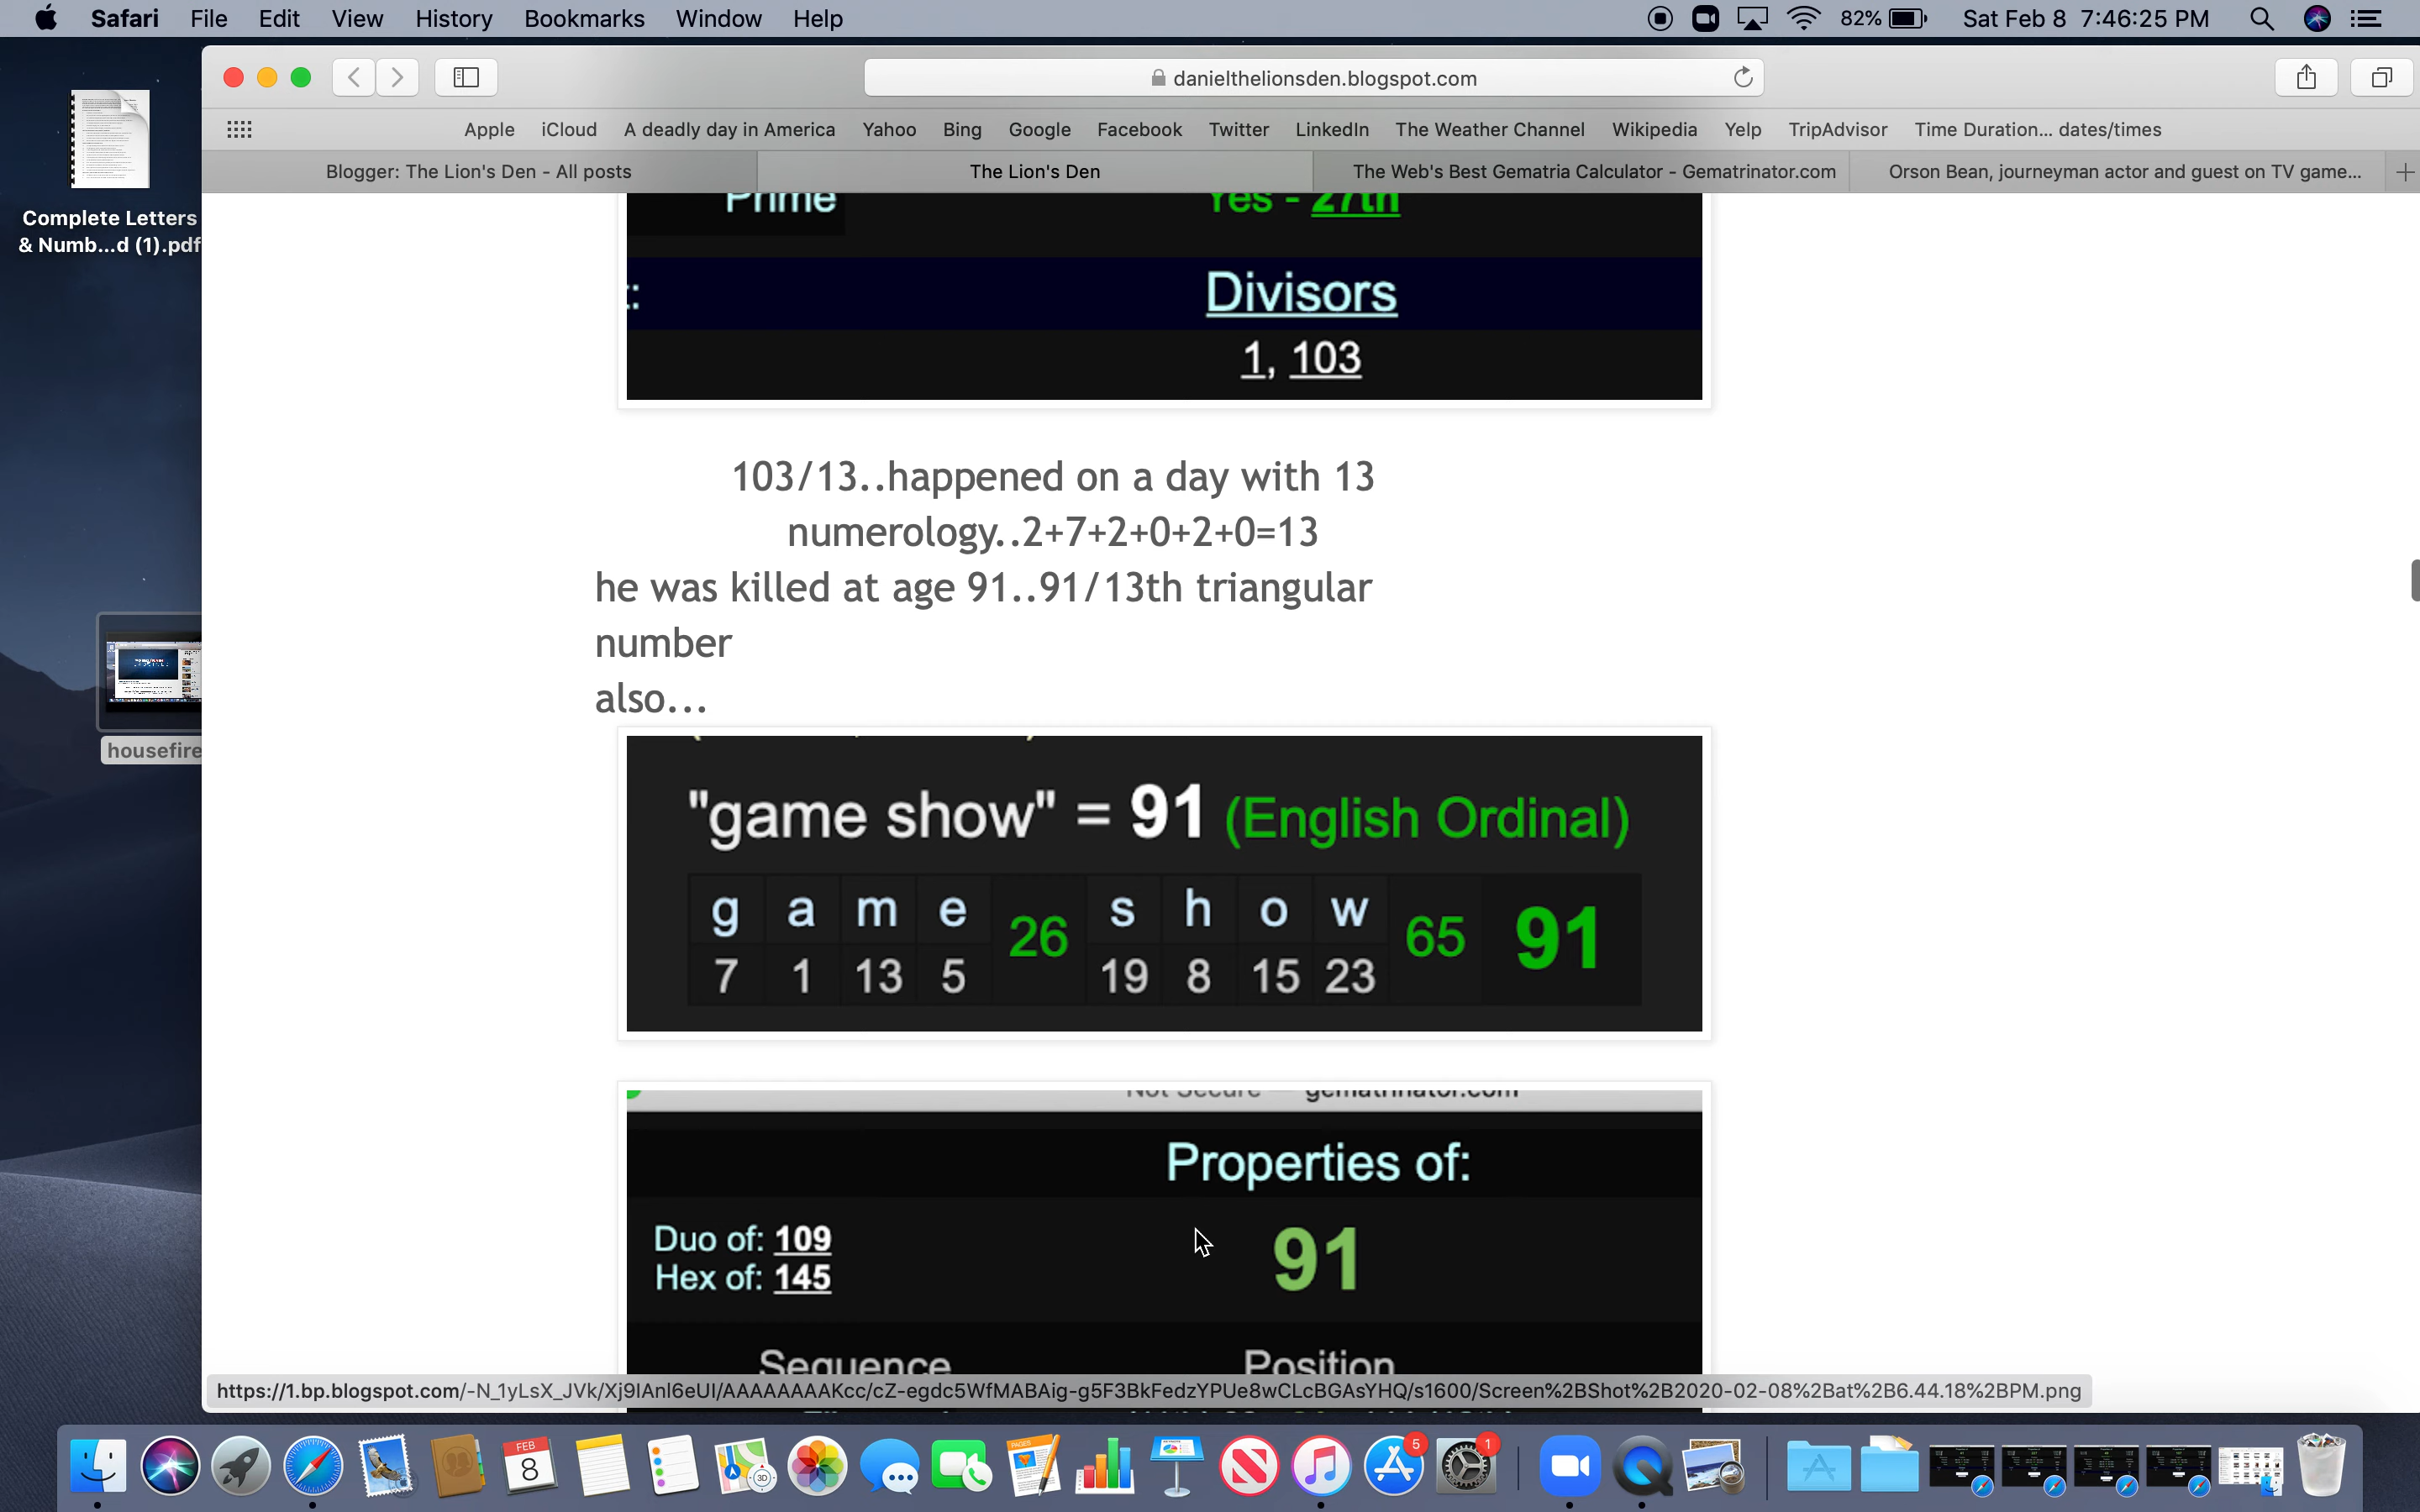 Safari File Edit View History Bookmarks Window Help 82% Sat Feb 8 7:46:25 PM
danielthelionsden.blogspot.com
Apple iCloud A deadly day in America Yahoo Bing Google Facebook Twitter LinkedIn The Weather Channel Wikipedia Yelp TripAdvisor Time Duration... dates/times
Blogger: The Lion's Den - All posts The Lion's Den The Web's Best Gematria Calculator - Gematrinator.com Orson Bean, journeyman actor and guest on TV game...
Complete Letters
& Numb...d (1).pdf
housefire
Prime Yes - 27th
Divisors
1, 103
103/13..happened on a day with 13
numerology..2+7+2+0+2+0=13
he was killed at age 91..91/13th triangular
number
also...
"game show" = 91 (English Ordinal)
g a m e 26 s h o w 65 91
7 1 13 5 19 8 15 23
Not Secure — gematrinator.com
Properties of:
Duo of: 109
Hex of: 145
91
Sequence Position
https://1.bp.blogspot.com/-N_1yLsX_JVk/Xj9IAnl6eUI/AAAAAAAAKcc/cZ-egdc5WfMABAig-g5F3BkFedzYPUe8wCLcBGAsYHQ/s1600/Screen%2BShot%2B2020-02-08%2Bat%2B6.44.18%2BPM.png
FEB
8
PAGES
3D
5
1